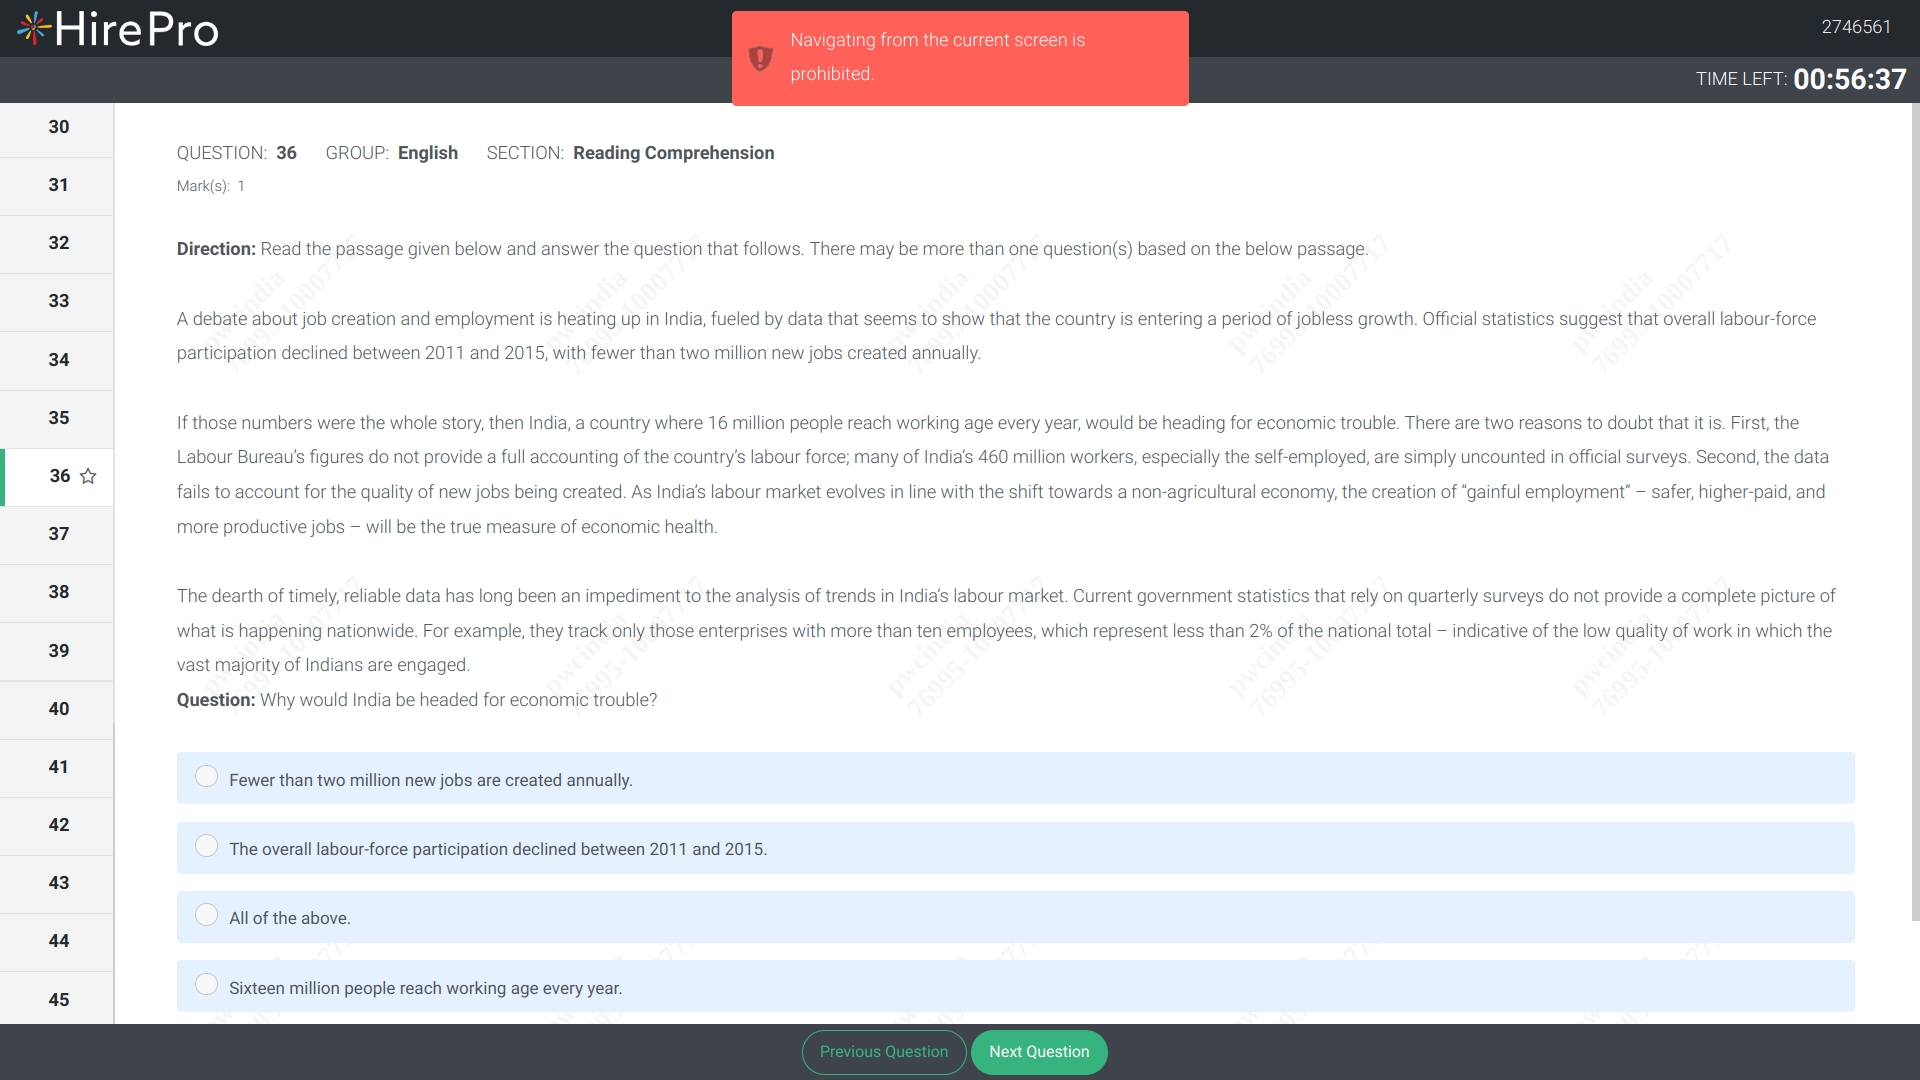 HirePro
2746561
Navigating from the current screen is
prohibited.
TIME LEFT: 00:56:37
30
31
32
33
34
35
36
37
38
39
40
41
42
43
44
45
QUESTION: 36 GROUP: English SECTION: Reading Comprehension
Mark(s): 1
Direction: Read the passage given below and answer the question that follows. There may be more than one question(s) based on the below passage.
A debate about job creation and employment is heating up in India, fueled by data that seems to show that the country is entering a period of jobless growth. Official statistics suggest that overall labour-force
participation declined between 2011 and 2015, with fewer than two million new jobs created annually.
If those numbers were the whole story, then India, a country where 16 million people reach working age every year, would be heading for economic trouble. There are two reasons to doubt that it is. First, the
Labour Bureau’s figures do not provide a full accounting of the country’s labour force; many of India’s 460 million workers, especially the self-employed, are simply uncounted in official surveys. Second, the data
fails to account for the quality of new jobs being created. As India’s labour market evolves in line with the shift towards a non-agricultural economy, the creation of “gainful employment” – safer, higher-paid, and
more productive jobs – will be the true measure of economic health.
The dearth of timely, reliable data has long been an impediment to the analysis of trends in India’s labour market. Current government statistics that rely on quarterly surveys do not provide a complete picture of
what is happening nationwide. For example, they track only those enterprises with more than ten employees, which represent less than 2% of the national total – indicative of the low quality of work in which the
vast majority of Indians are engaged.
Question: Why would India be headed for economic trouble?
Fewer than two million new jobs are created annually.
The overall labour-force participation declined between 2011 and 2015.
All of the above.
Sixteen million people reach working age every year.
Previous Question
Next Question